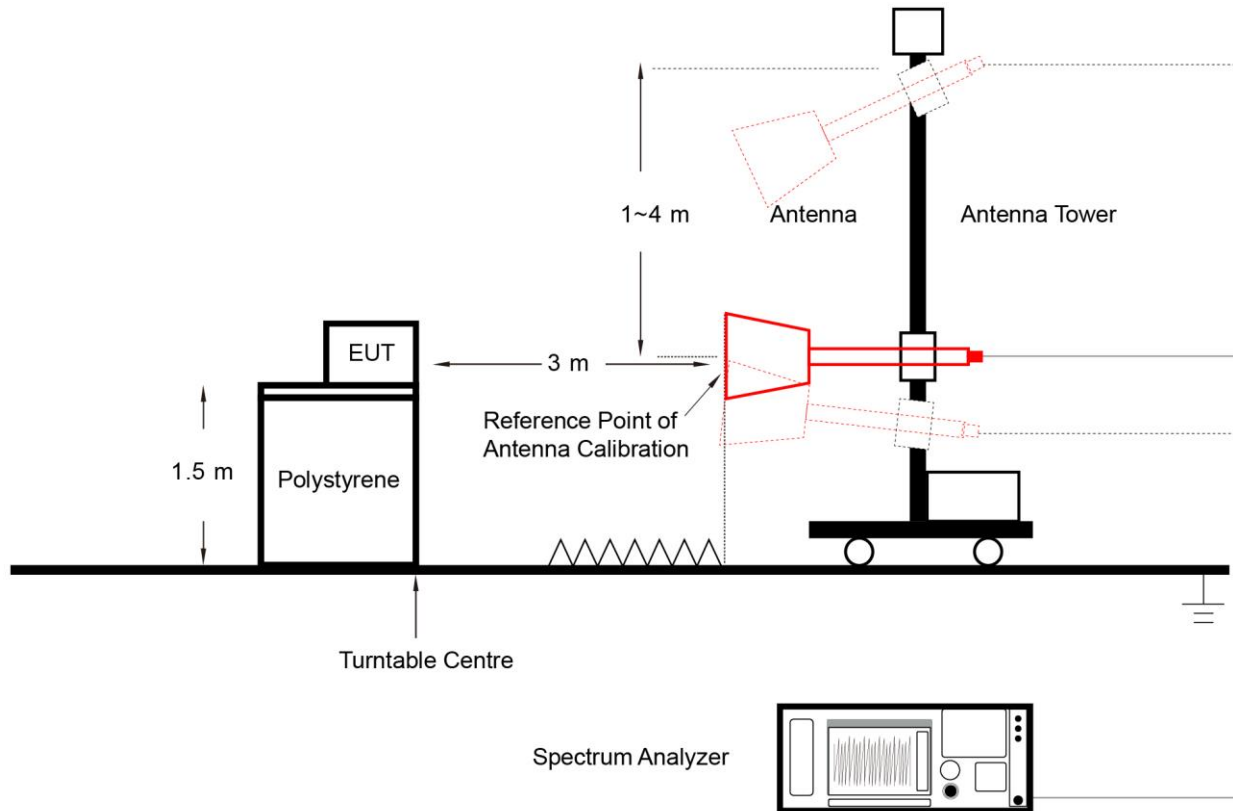 1~4 m
Antenna
Antenna Tower
EUT
3 m
Reference Point of
Antenna Calibration
1.5 m
Polystyrene
Turntable Centre
Spectrum Analyzer